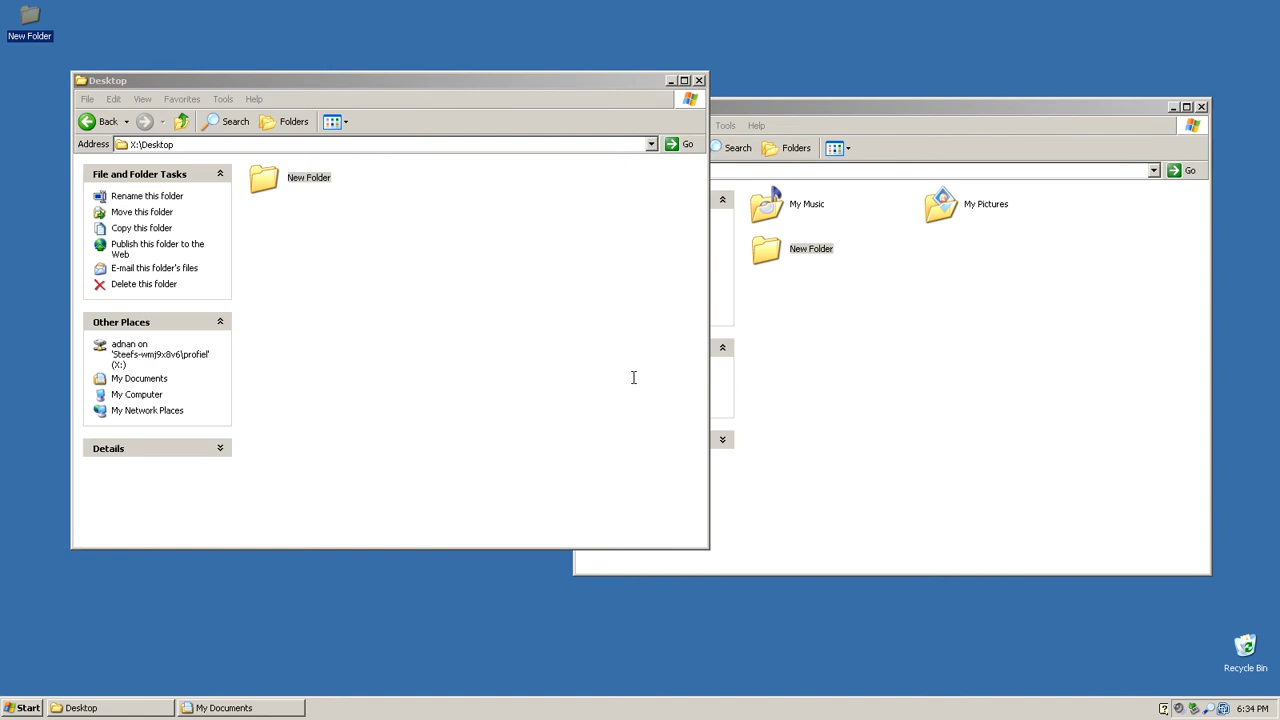 New Folder
Desktop
File Edit View Favorites Tools Help
Back Search Folders
Address X:\Desktop Go
File and Folder Tasks
Rename this folder
Move this folder
Copy this folder
Publish this folder to the
Web
E-mail this folder's files
Delete this folder
Other Places
adnan on
'Steefs-wmj9x8v6\profiel'
(X:)
My Documents
My Computer
My Network Places
Details
New Folder
Tools Help
Search Folders
Go
My Music
My Pictures
New Folder
Recycle Bin
Start Desktop My Documents 6:34 PM